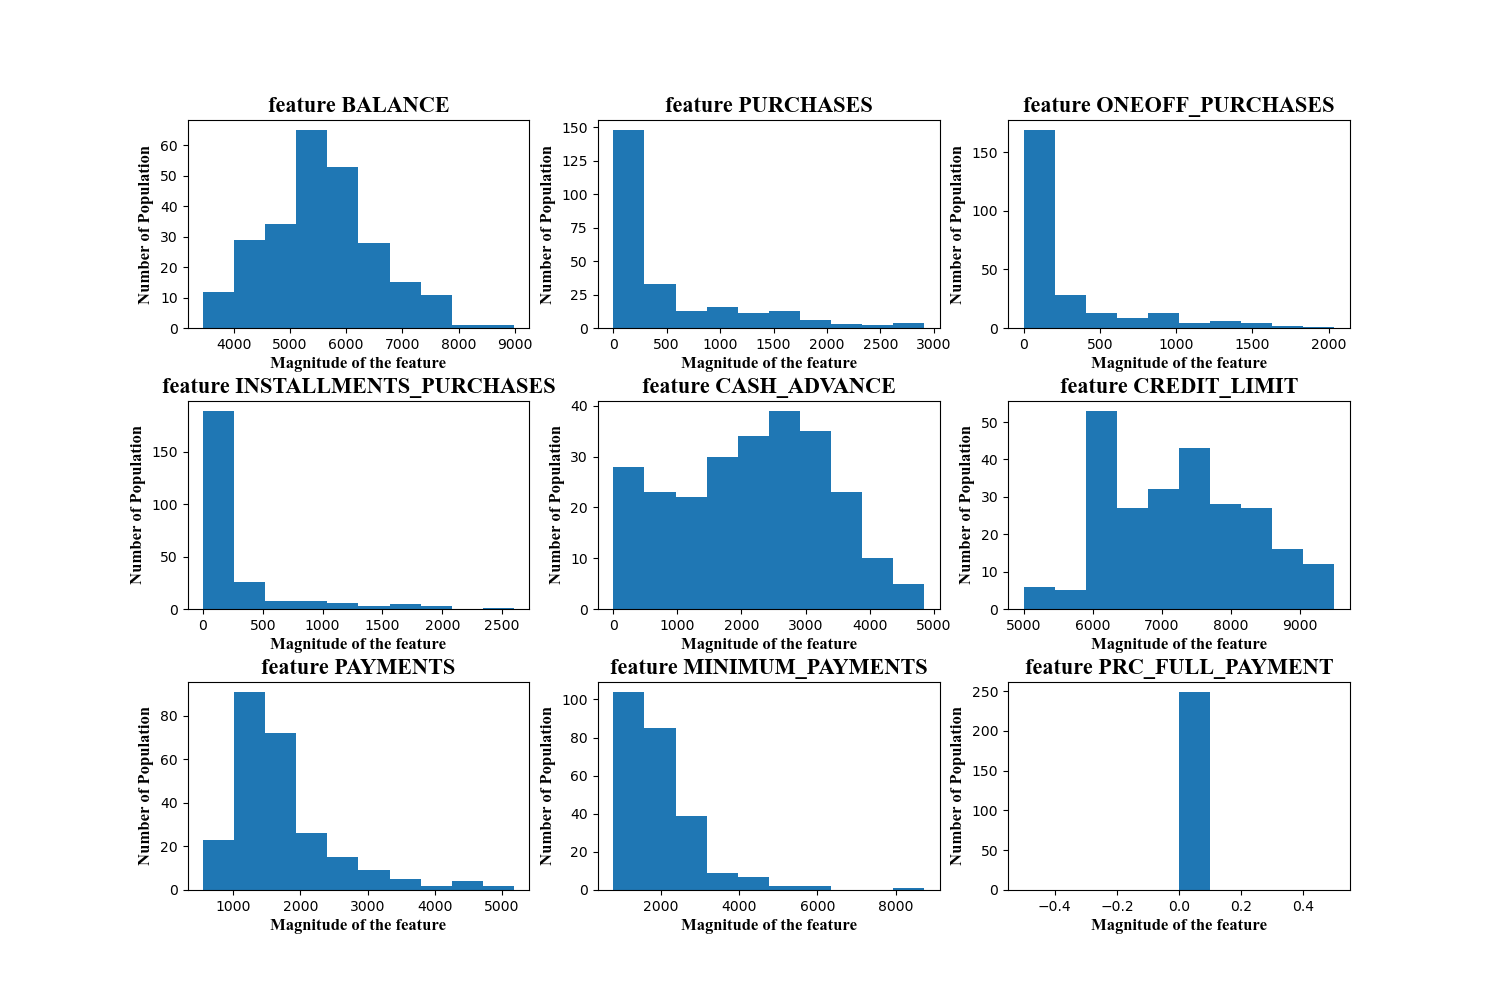 feature BALANCE
Number of Population
60
50
40
30
20
10
0
4000 5000 6000 7000 8000 9000
Magnitude of the feature
feature PURCHASES
Number of Population
150
125
100
75
50
25
0
0 500 1000 1500 2000 2500 3000
Magnitude of the feature
feature ONEOFF_PURCHASES
Number of Population
150
100
50
0
0 500 1000 1500 2000
Magnitude of the feature
feature INSTALLMENTS_PURCHASES
Number of Population
150
100
50
0
0 500 1000 1500 2000 2500
Magnitude of the feature
feature CASH_ADVANCE
Number of Population
40
30
20
10
0
0 1000 2000 3000 4000 5000
Magnitude of the feature
feature CREDIT_LIMIT
Number of Population
50
40
30
20
10
0
5000 6000 7000 8000 9000
Magnitude of the feature
feature PAYMENTS
Number of Population
80
60
40
20
0
1000 2000 3000 4000 5000
Magnitude of the feature
feature MINIMUM_PAYMENTS
Number of Population
100
80
60
40
20
0
2000 4000 6000 8000
Magnitude of the feature
feature PRC_FULL_PAYMENT
Number of Population
250
200
150
100
50
0
−0.4 −0.2 0.0 0.2 0.4
Magnitude of the feature